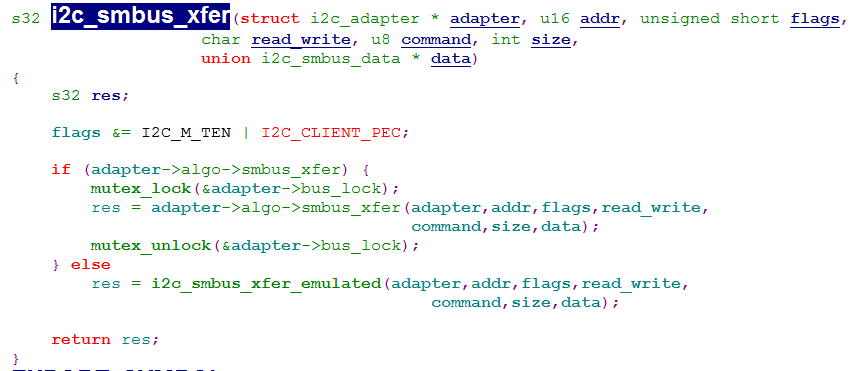 s32 i2c_smbus_xfer(struct i2c_adapter * adapter, u16 addr, unsigned short flags,
char read_write, u8 command, int size,
union i2c_smbus_data * data)
{
s32 res;
flags &= I2C_M_TEN | I2C_CLIENT_PEC;
if (adapter->algo->smbus_xfer) {
mutex_lock(&adapter->bus_lock);
res = adapter->algo->smbus_xfer(adapter,addr,flags,read_write,
command,size,data);
mutex_unlock(&adapter->bus_lock);
} else
res = i2c_smbus_xfer_emulated(adapter,addr,flags,read_write,
command,size,data);
return res;
}